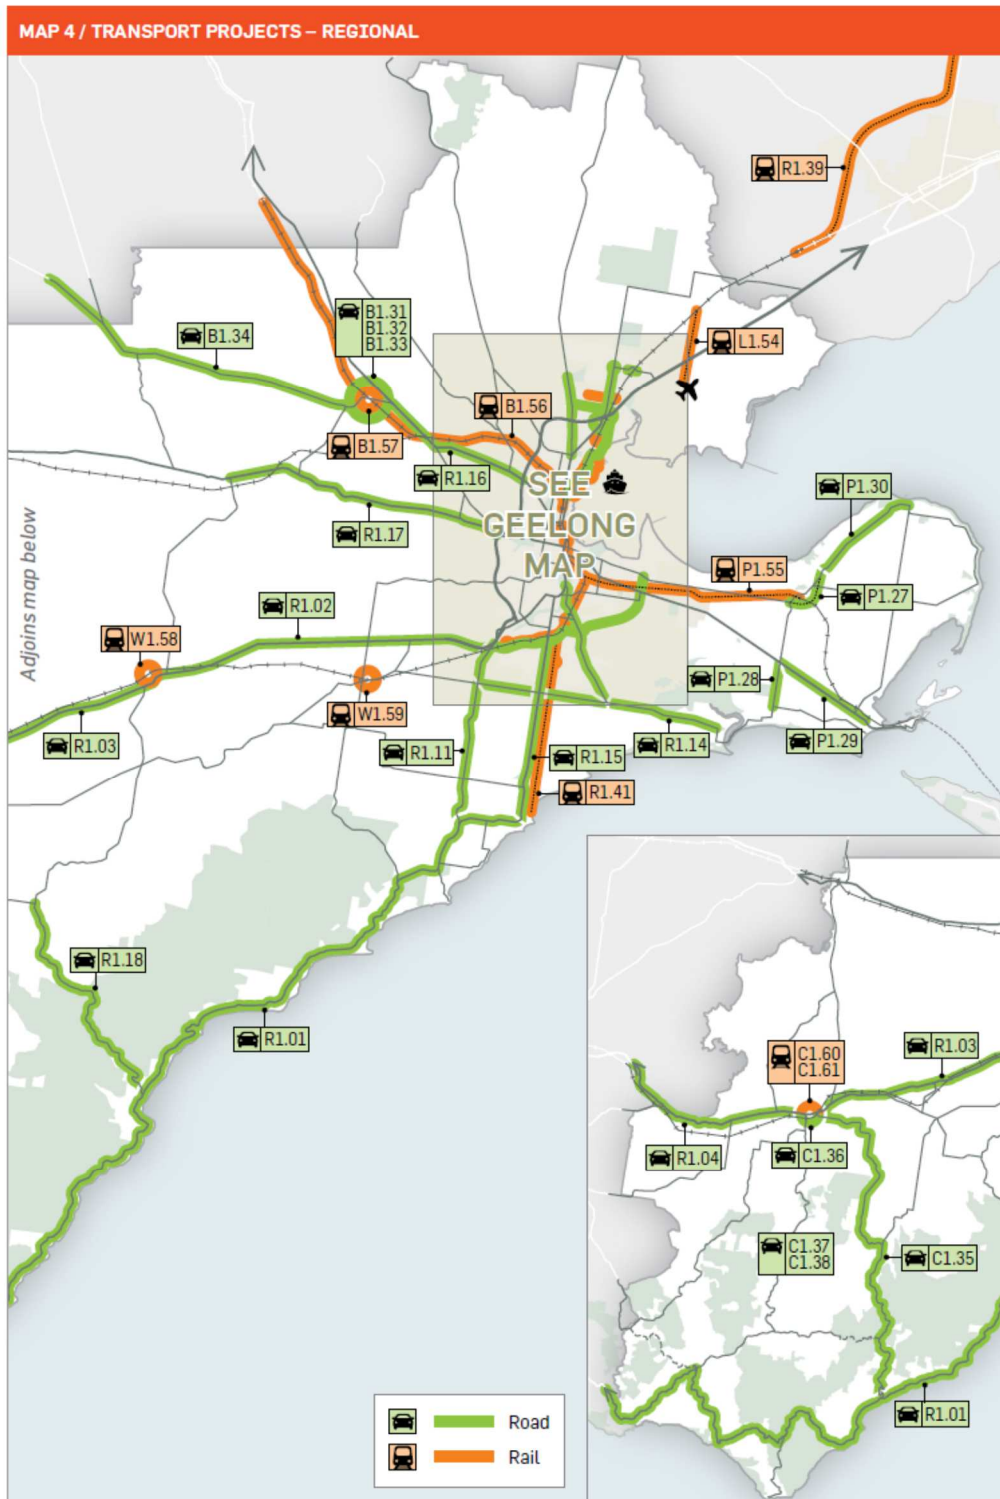 MAP 4 / TRANSPORT PROJECTS – REGIONAL
R1.39
B1.31
B1.32
B1.33
B1.34
L1.54
B1.56
B1.57
R1.16
P1.30
SEE
GEELONG
MAP
R1.17
Adjoins map below
P1.55
P1.27
R1.02
W1.58
P1.28
W1.59
R1.03
R1.11
R1.15
R1.14
P1.29
R1.41
R1.18
R1.01
C1.60
C1.61
R1.03
R1.04
C1.36
C1.37
C1.38
C1.35
R1.01
Road
Rail